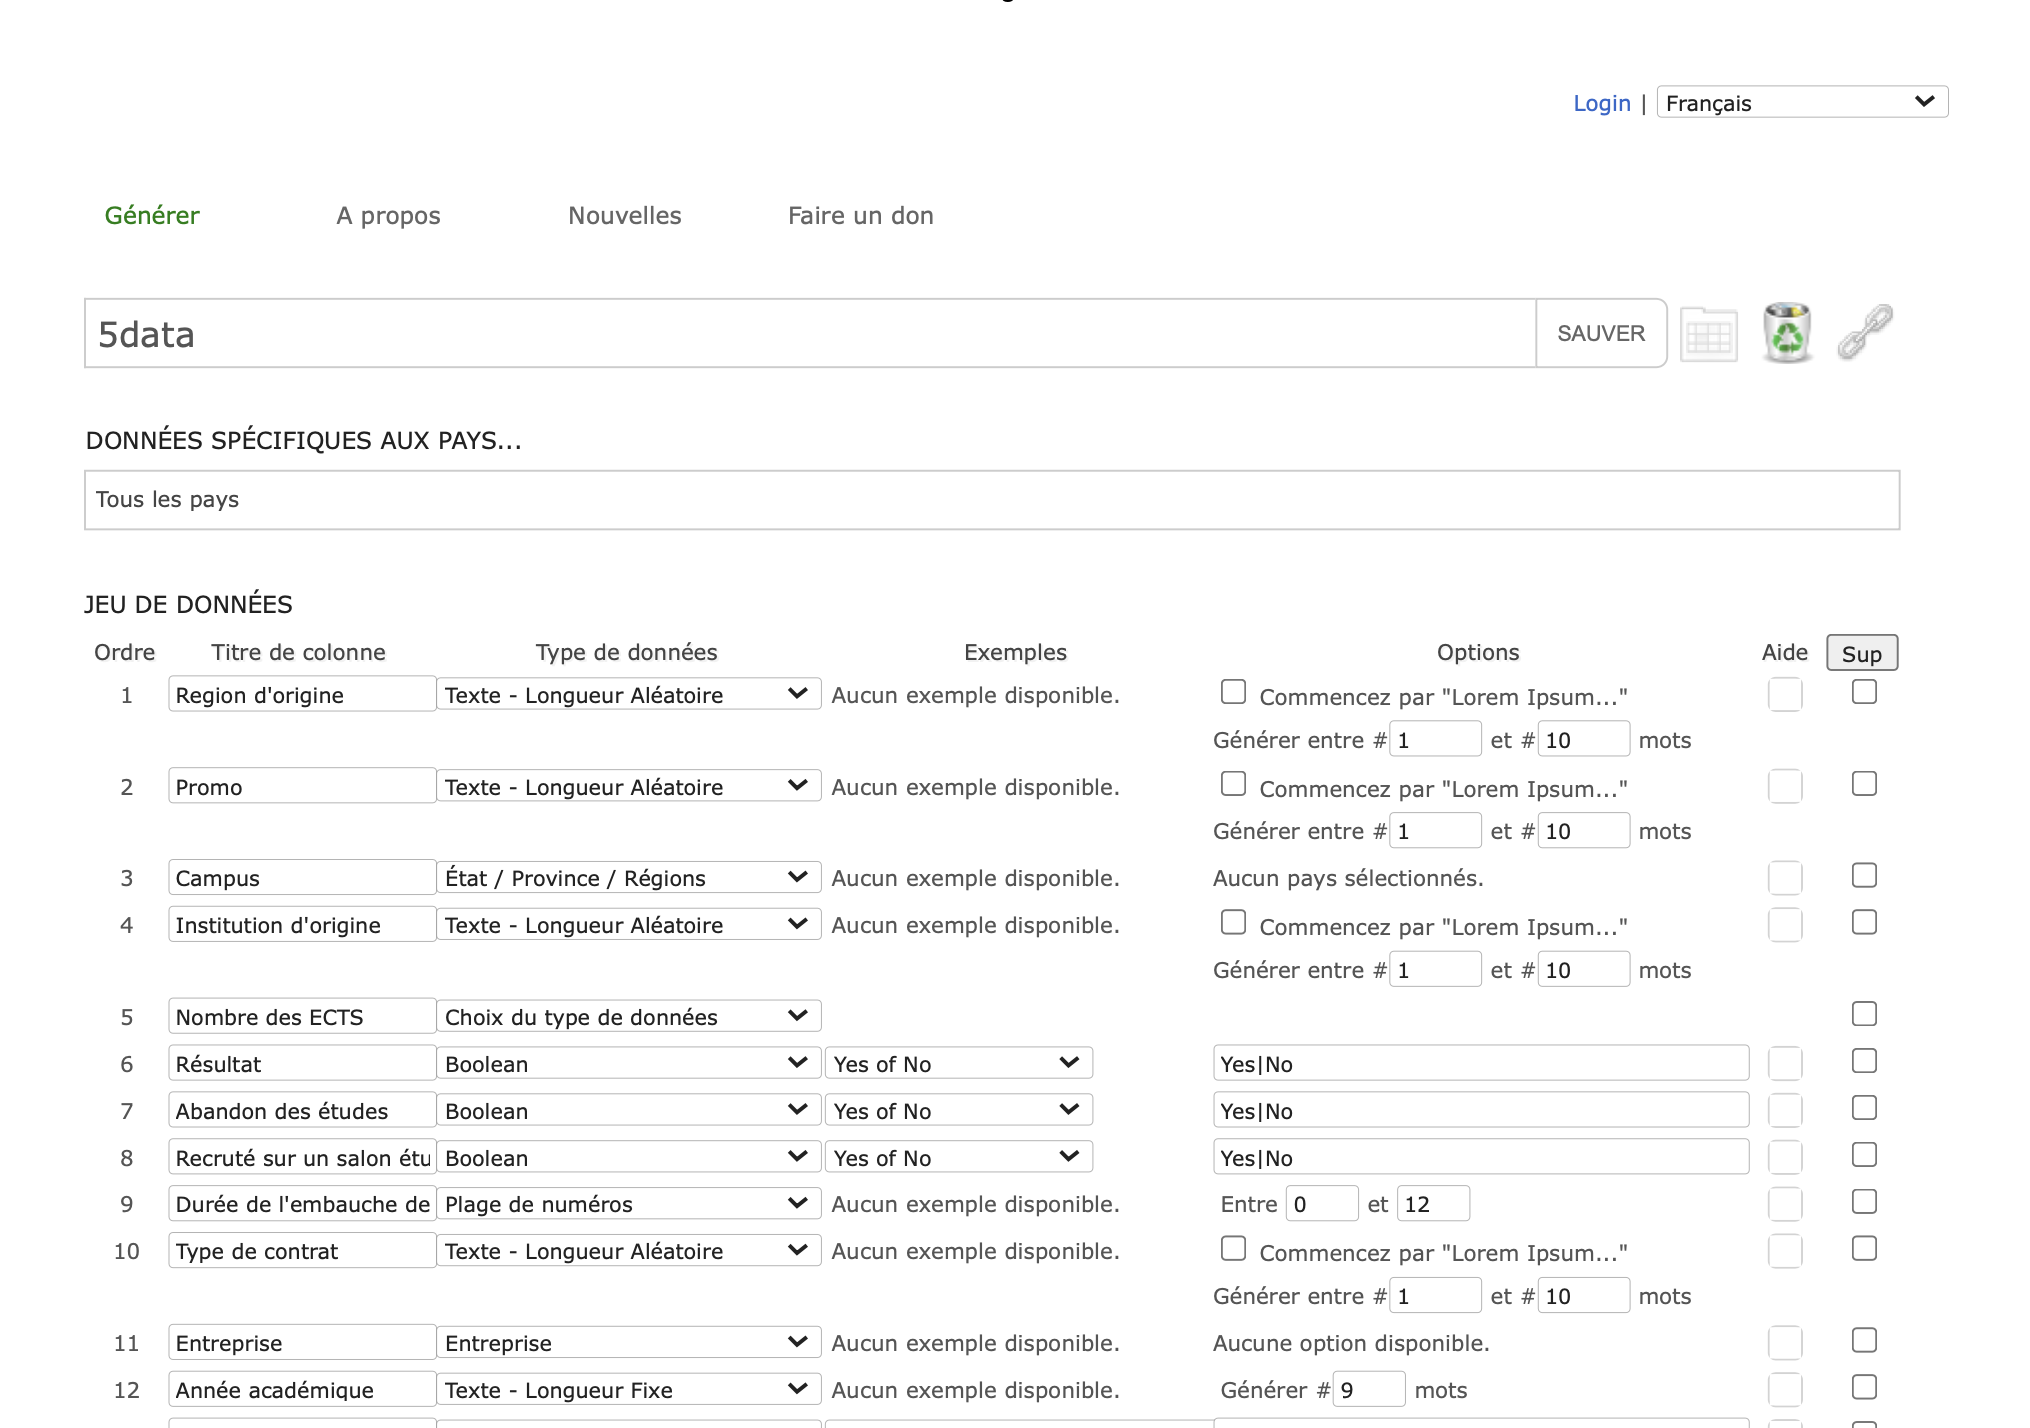 Login | Français
Générer A propos Nouvelles Faire un don
5data SAUVER
DONNÉES SPÉCIFIQUES AUX PAYS...
Tous les pays
JEU DE DONNÉES
Ordre Titre de colonne Type de données Exemples Options Aide Sup
1 Region d'origine Texte - Longueur Aléatoire Aucun exemple disponible. Commencez par "Lorem Ipsum..."
Générer entre # 1 et # 10 mots
2 Promo Texte - Longueur Aléatoire Aucun exemple disponible. Commencez par "Lorem Ipsum..."
Générer entre # 1 et # 10 mots
3 Campus État / Province / Régions Aucun exemple disponible. Aucun pays sélectionnés.
4 Institution d'origine Texte - Longueur Aléatoire Aucun exemple disponible. Commencez par "Lorem Ipsum..."
Générer entre # 1 et # 10 mots
5 Nombre des ECTS Choix du type de données
6 Résultat Boolean Yes of No Yes|No
7 Abandon des études Boolean Yes of No Yes|No
8 Recruté sur un salon étu Boolean Yes of No Yes|No
9 Durée de l'embauche de Plage de numéros Aucun exemple disponible. Entre 0 et 12
10 Type de contrat Texte - Longueur Aléatoire Aucun exemple disponible. Commencez par "Lorem Ipsum..."
Générer entre # 1 et # 10 mots
11 Entreprise Entreprise Aucun exemple disponible. Aucune option disponible.
12 Année académique Texte - Longueur Fixe Aucun exemple disponible. Générer # 9 mots